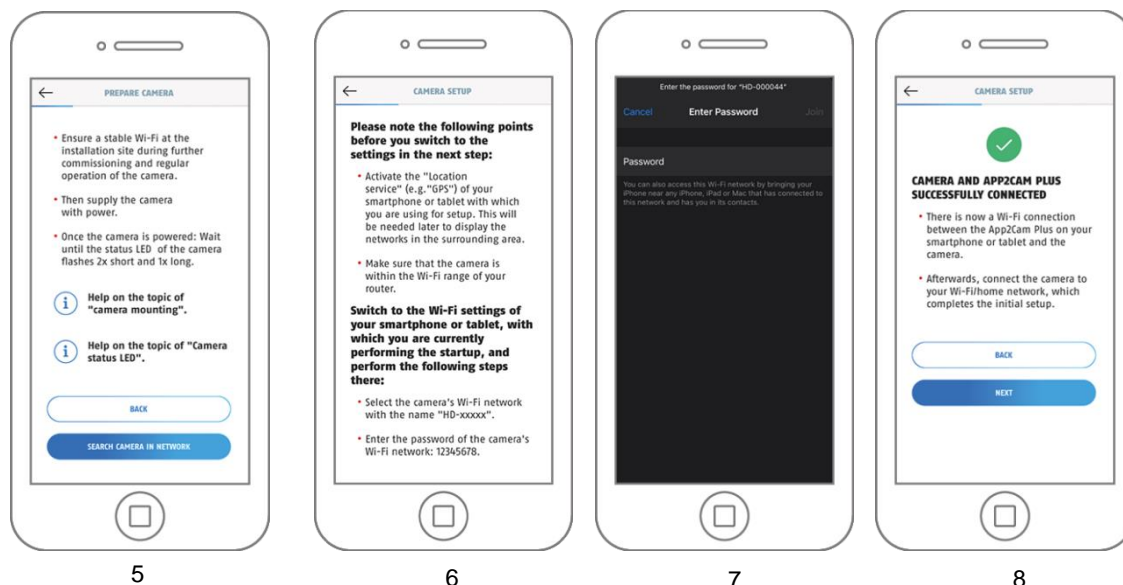 PREPARE CAMERA
• Ensure a stable Wi-Fi at the
installation site during further
commissioning and regular
operation of the camera.
• Then supply the camera
with power.
• Once the camera is powered: Wait
until the status LED of the camera
flashes 2x short and 1x long.
i
Help on the topic of
"camera mounting".
i
Help on the topic of "Camera
status LED".
BACK
SEARCH CAMERA IN NETWORK
5
CAMERA SETUP
Please note the following points
before you switch to the
settings in the next step:
• Activate the "Location
service" (e.g."GPS") of your
smartphone or tablet with which
you are using for setup. This will
be needed later to display the
networks in the surrounding area.
• Make sure that the camera is
within the Wi-Fi range of your
router.
Switch to the Wi-Fi settings of
your smartphone or tablet, with
which you are currently
performing the startup, and
perform the following steps
there:
• Select the camera's Wi-Fi network
with the name "HD-xxxxx".
• Enter the password of the camera's
Wi-Fi network: 12345678.
6
Enter the password for "HD-000044"
Cancel Enter Password Join
Password
You can also access this Wi-Fi network by bringing your
iPhone near any iPhone, iPad or Mac that has connected to
this network and has you in its contacts.
7
CAMERA SETUP
CAMERA AND APP2CAM PLUS
SUCCESSFULLY CONNECTED
• There is now a Wi-Fi connection
between the App2Cam Plus on your
smartphone or tablet and the
camera.
• Afterwards, connect the camera to
your Wi-Fi/home network, which
completes the initial setup.
BACK
NEXT
8